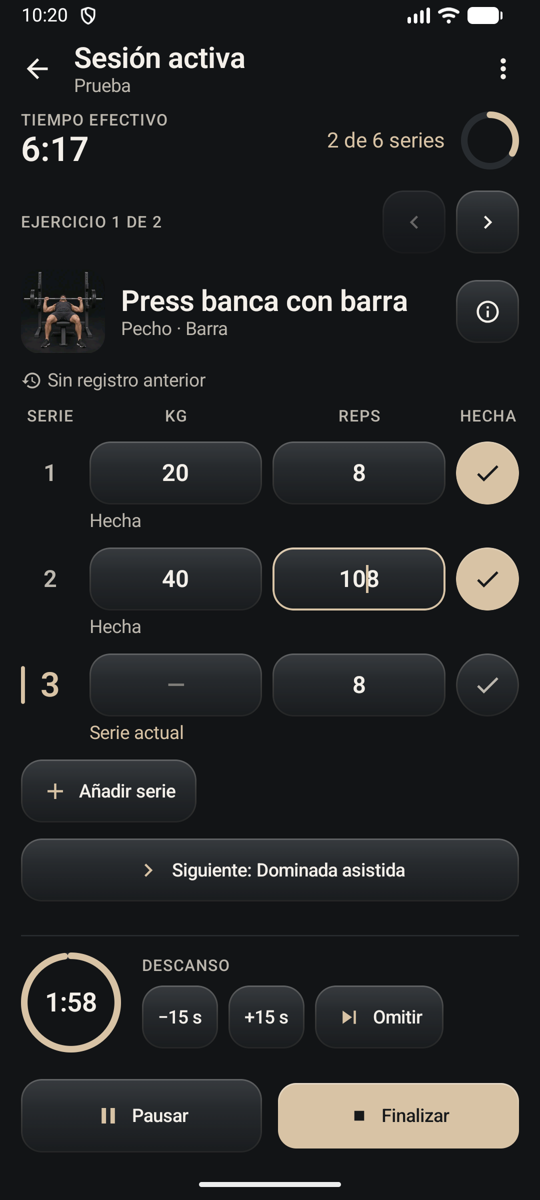 10:20
Sesión activa
Prueba
TIEMPO EFECTIVO
6:17
2 de 6 series
EJERCICIO 1 DE 2
Press banca con barra
Pecho · Barra
Sin registro anterior
SERIE KG REPS HECHA
1 20 8
Hecha
2 40 108
Hecha
3 – 8
Serie actual
Añadir serie
Siguiente: Dominada asistida
DESCANSO
1:58 −15 s +15 s Omitir
Pausar Finalizar